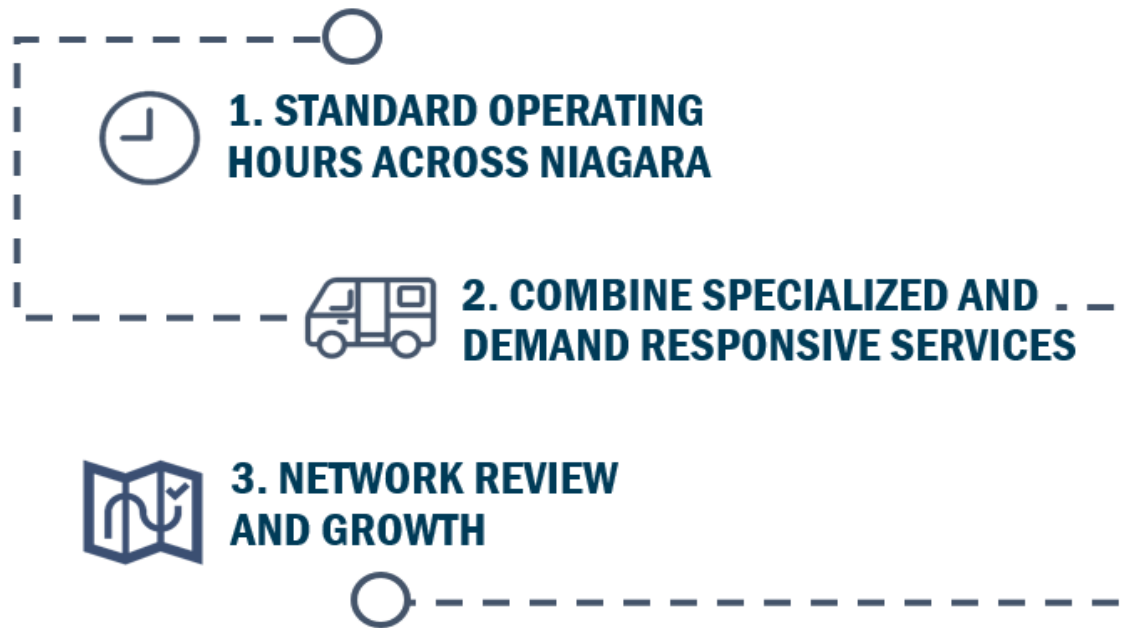 1. STANDARD OPERATING
HOURS ACROSS NIAGARA
2. COMBINE SPECIALIZED AND
DEMAND RESPONSIVE SERVICES
3. NETWORK REVIEW
AND GROWTH